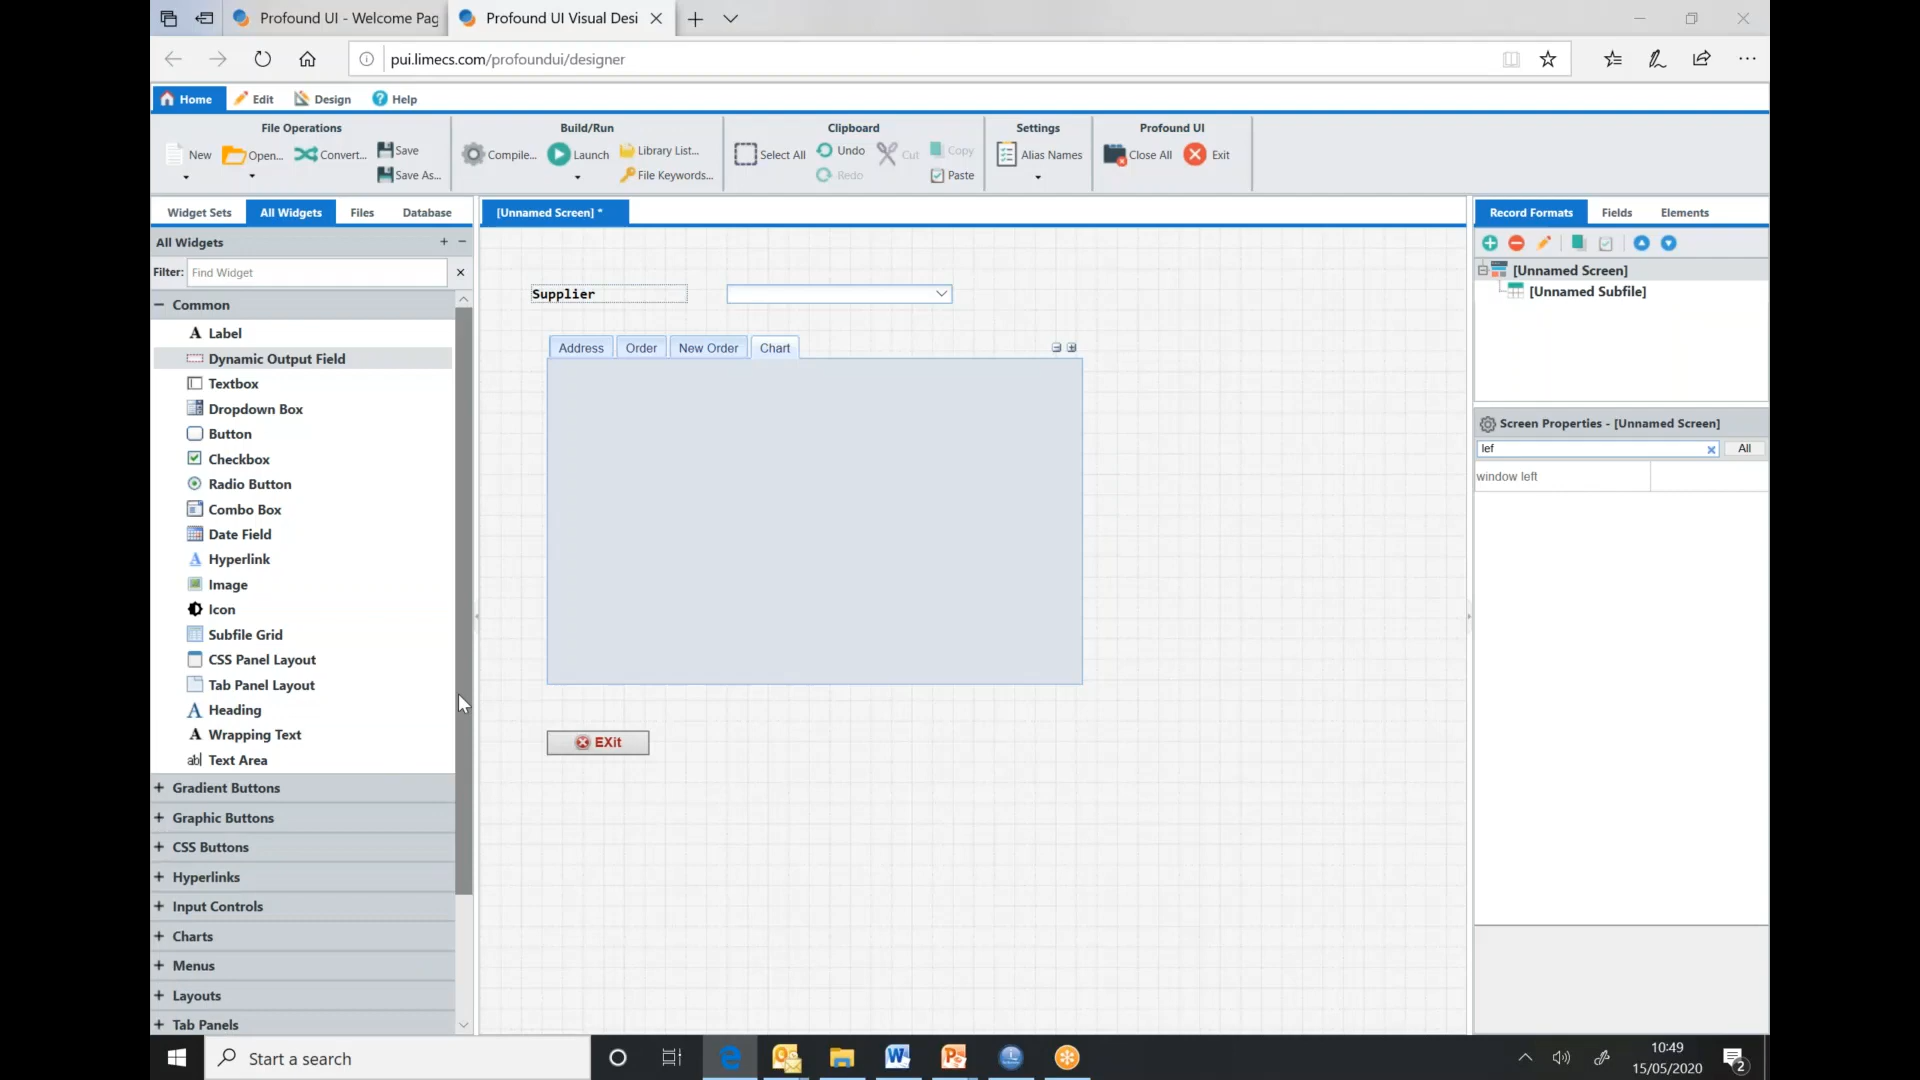 Profound UI - Welcome Pag
Profound UI Visual Desi
pui.limecs.com/profoundui/designer
Home
Edit
Design
Help
File Operations
Build/Run
Clipboard
Settings
Profound UI
New
Open...
Convert...
Save
Save As...
Compile...
Launch
Library List...
File Keywords...
Select All
Undo
Redo
Cut
Copy
Paste
Alias Names
Close All
Exit
Widget Sets
All Widgets
Files
Database
[Unnamed Screen] *
Record Formats
Fields
Elements
All Widgets
Filter: Find Widget
Common
Label
Dynamic Output Field
Textbox
Dropdown Box
Button
Checkbox
Radio Button
Combo Box
Date Field
Hyperlink
Image
Icon
Subfile Grid
CSS Panel Layout
Tab Panel Layout
Heading
Wrapping Text
Text Area
Gradient Buttons
Graphic Buttons
CSS Buttons
Hyperlinks
Input Controls
Charts
Menus
Layouts
Tab Panels
Supplier
Address
Order
New Order
Chart
EXit
[Unnamed Screen]
[Unnamed Subfile]
Screen Properties - [Unnamed Screen]
lef
All
window left
Start a search
10:49
15/05/2020
2